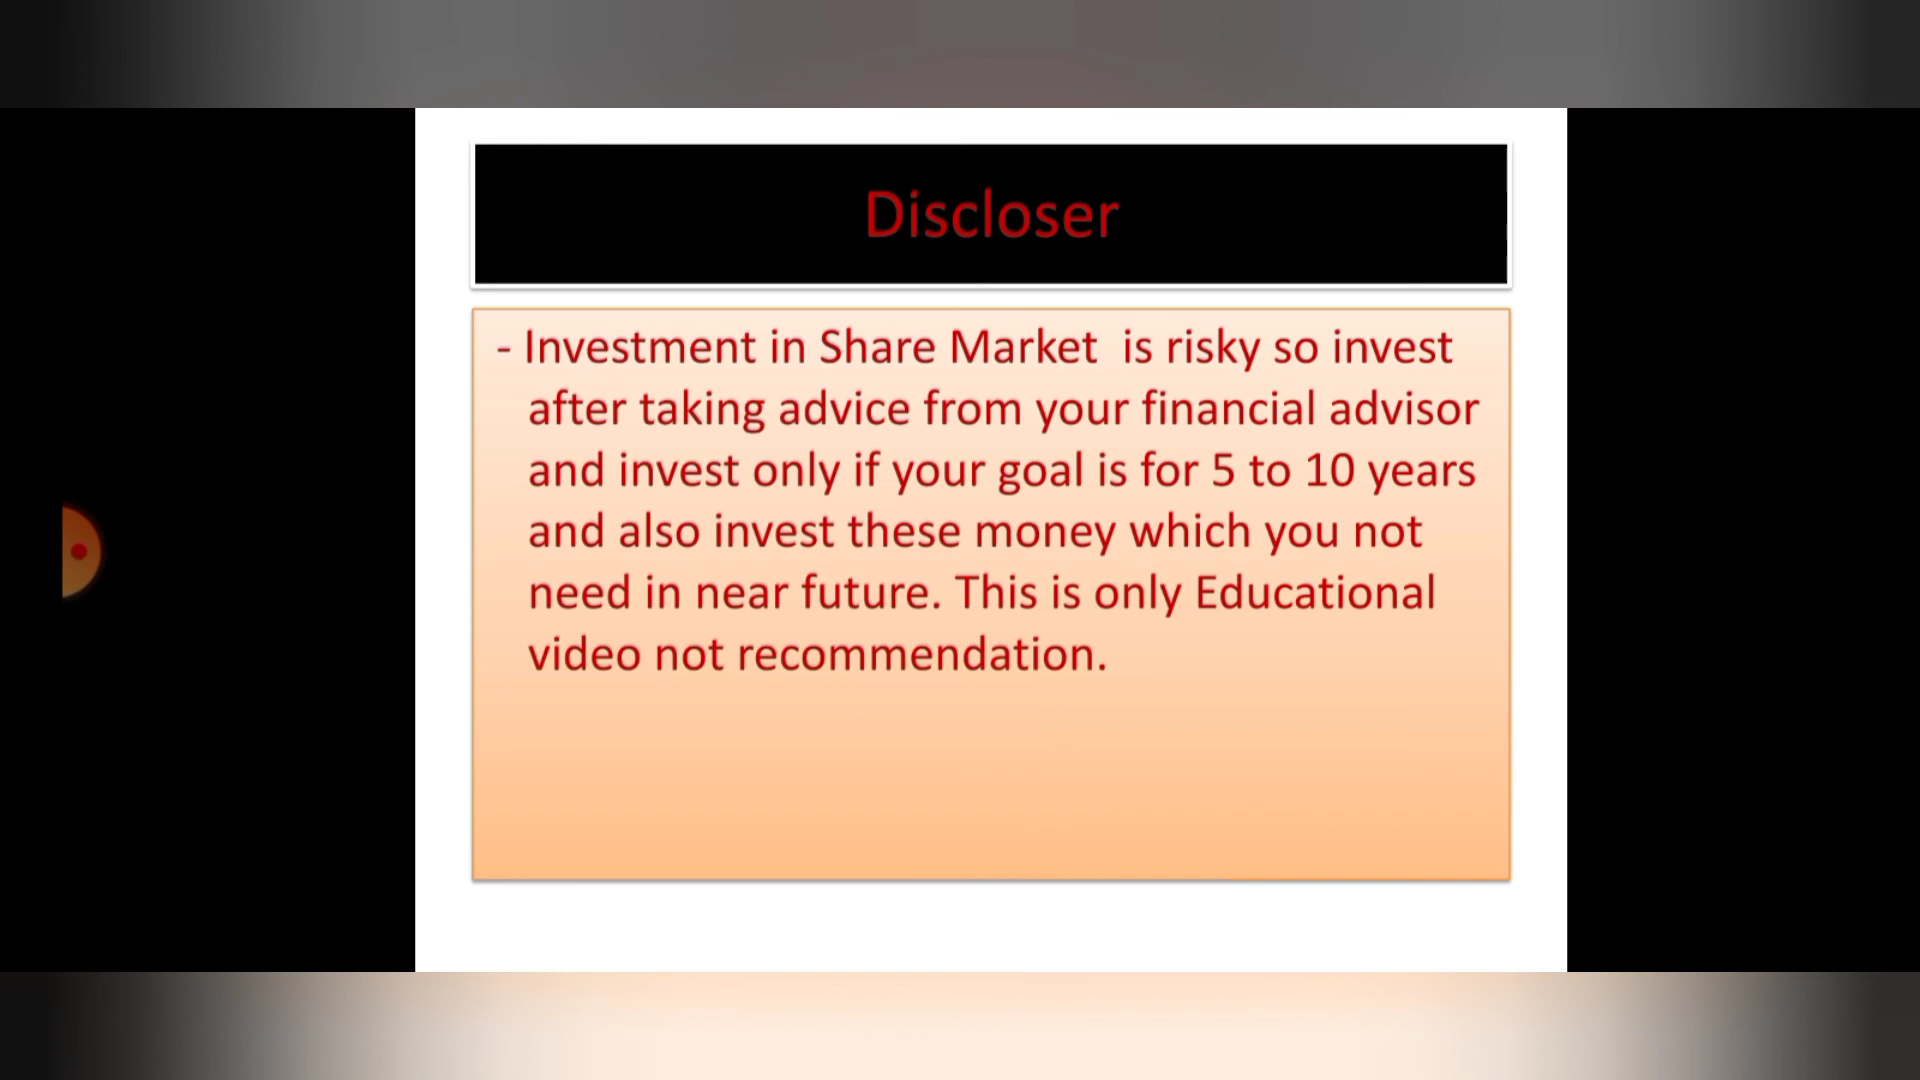 Discloser
- Investment in Share Market is risky so invest
after taking advice from your financial advisor
and invest only if your goal is for 5 to 10 years
and also invest these money which you not
need in near future. This is only Educational
video not recommendation.